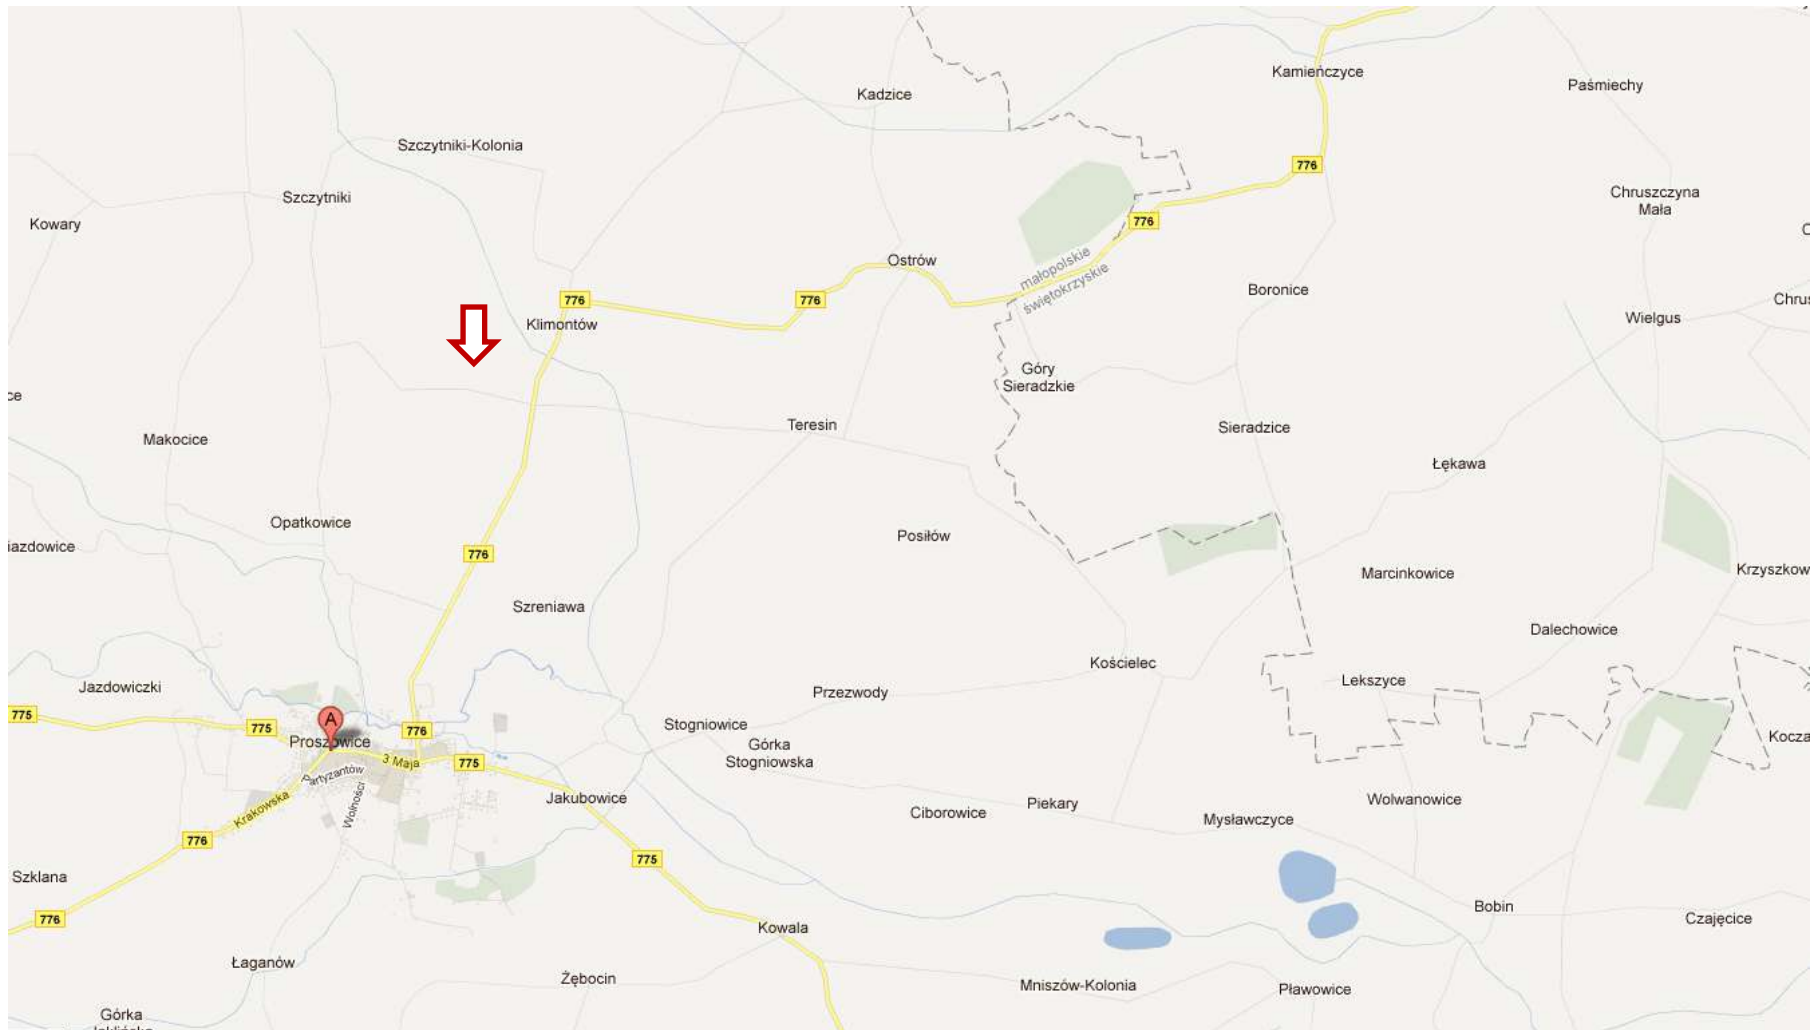 Kamieńczyce
Paśmiechy
Kadzice
Szczytniki-Kolonia
776
Szczytniki
Chruszczyna
Mała
Kowary
776
małopolskie
świętokrzyskie
Ostrów
Boronice
776
776
Klimontów
Wielgus
Góry
Sieradzkie
Teresin
Sieradzice
Makocice
Łękawa
Opatkowice
Posiłów
776
Marcinkowice
Szreniawa
Dalechowice
Kościelec
Lekszyce
Jazdowiczki
Przezwody
775
775
A
776
Stogniowice
Proszowice
Górka
Stogniowska
3 Maja
775
Partyzantów
Wolności
Krakowska
Jakubowice
Ciborowice
Piekary
Wolwanowice
Mysławczyce
776
775
Szklana
776
Bobin
Czajęcice
Kowala
Łaganów
Żębocin
Mniszów-Kolonia
Pławowice
Górka